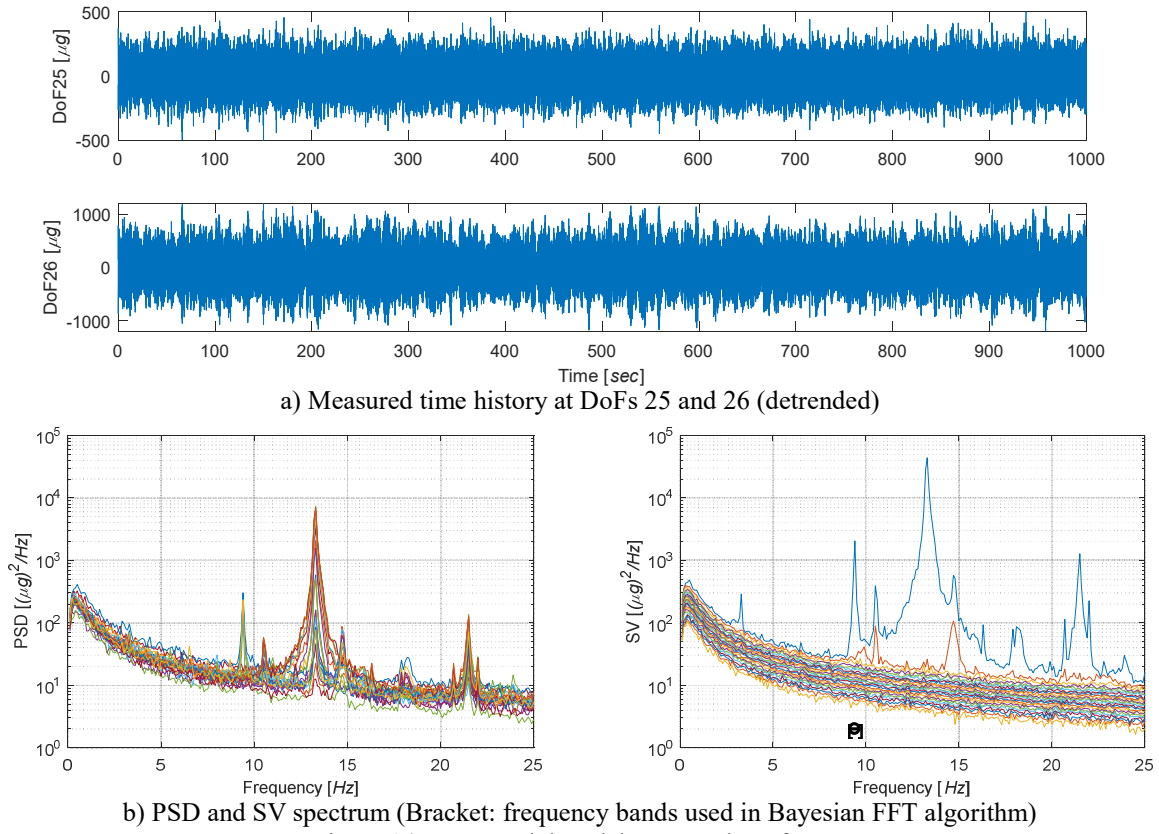 500
0
-500
DoF25 [μg]
0 100 200 300 400 500 600 700 800 900 1000
1000
0
-1000
DoF26 [μg]
0 100 200 300 400 500 600 700 800 900 1000
Time [sec]
a) Measured time history at DoFs 25 and 26 (detrended)
10^5
10^4
10^3
10^2
10^1
10^0
PSD [(μg)^2/Hz]
0 5 10 15 20 25
Frequency [Hz]
10^5
10^4
10^3
10^2
10^1
10^0
SV [(μg)^2/Hz]
[o]
0 5 10 15 20 25
Frequency [Hz]
b) PSD and SV spectrum (Bracket: frequency bands used in Bayesian FFT algorithm)